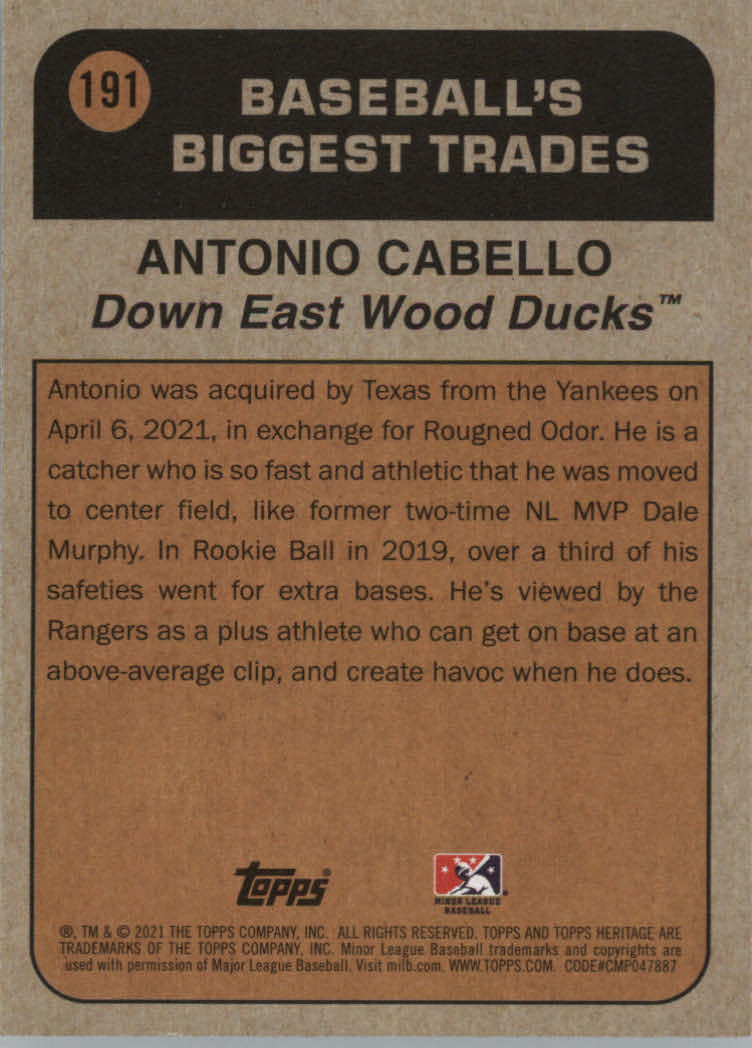 191
BASEBALL'S
BIGGEST TRADES
ANTONIO CABELLO
Down East Wood Ducks™
Antonio was acquired by Texas from the Yankees on
April 6, 2021, in exchange for Rougned Odor. He is a
catcher who is so fast and athletic that he was moved
to center field, like former two-time NL MVP Dale
Murphy. In Rookie Ball in 2019, over a third of his
safeties went for extra bases. He's viewed by the
Rangers as a plus athlete who can get on base at an
above-average clip, and create havoc when he does.
topps®
MINOR LEAGUE
BASEBALL®
®, TM & © 2021 THE TOPPS COMPANY, INC. ALL RIGHTS RESERVED. TOPPS AND TOPPS HERITAGE ARE
TRADEMARKS OF THE TOPPS COMPANY, INC. Minor League Baseball trademarks and copyrights are
used with permission of Major League Baseball. Visit milb.com. WWW.TOPPS.COM. CODE#CMP047887